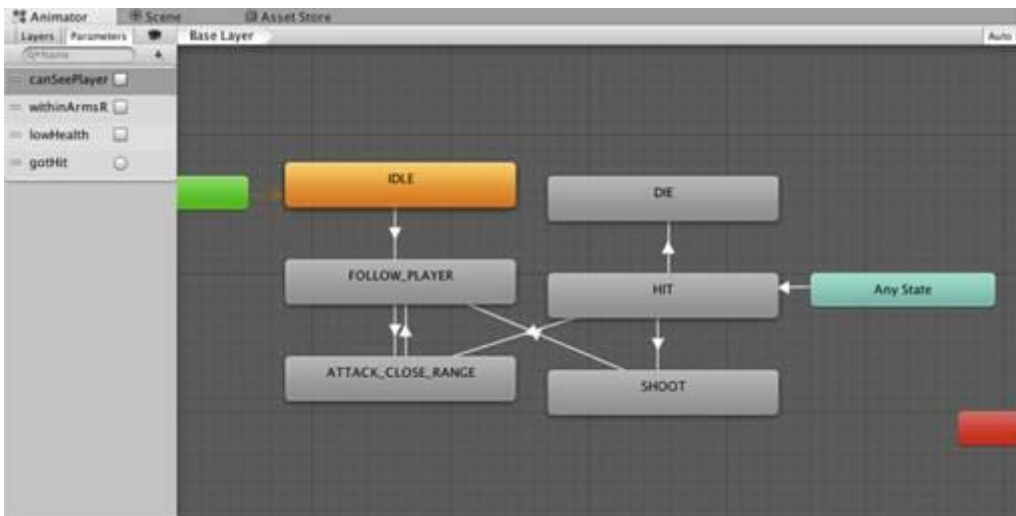 Animator Scene Asset Store
Layers Parameters Base Layer Auto
Name
canSeePlayer
withinArmsR
lowHealth
gotHit
IDLE
DIE
FOLLOW_PLAYER
HIT
Any State
ATTACK_CLOSE_RANGE
SHOOT